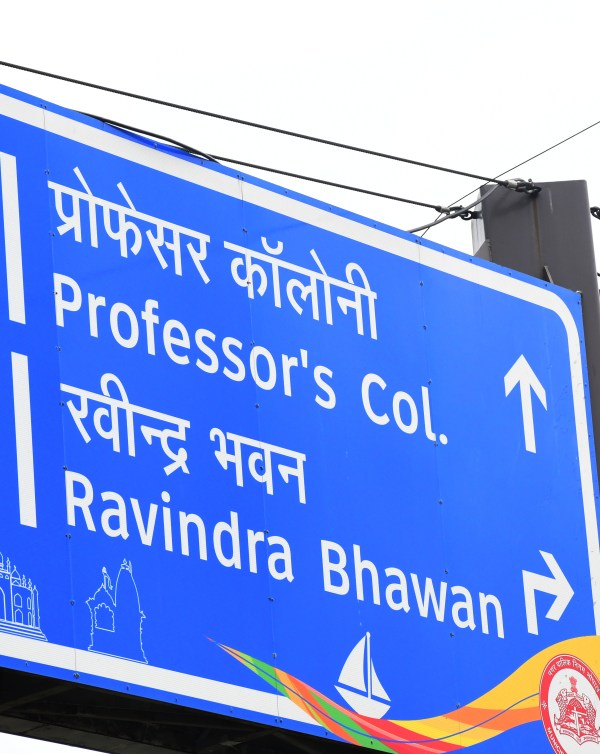 प्रोफेसर कॉलोनी
Professor's Col.
रवीन्द्र भवन
Ravindra Bhawan